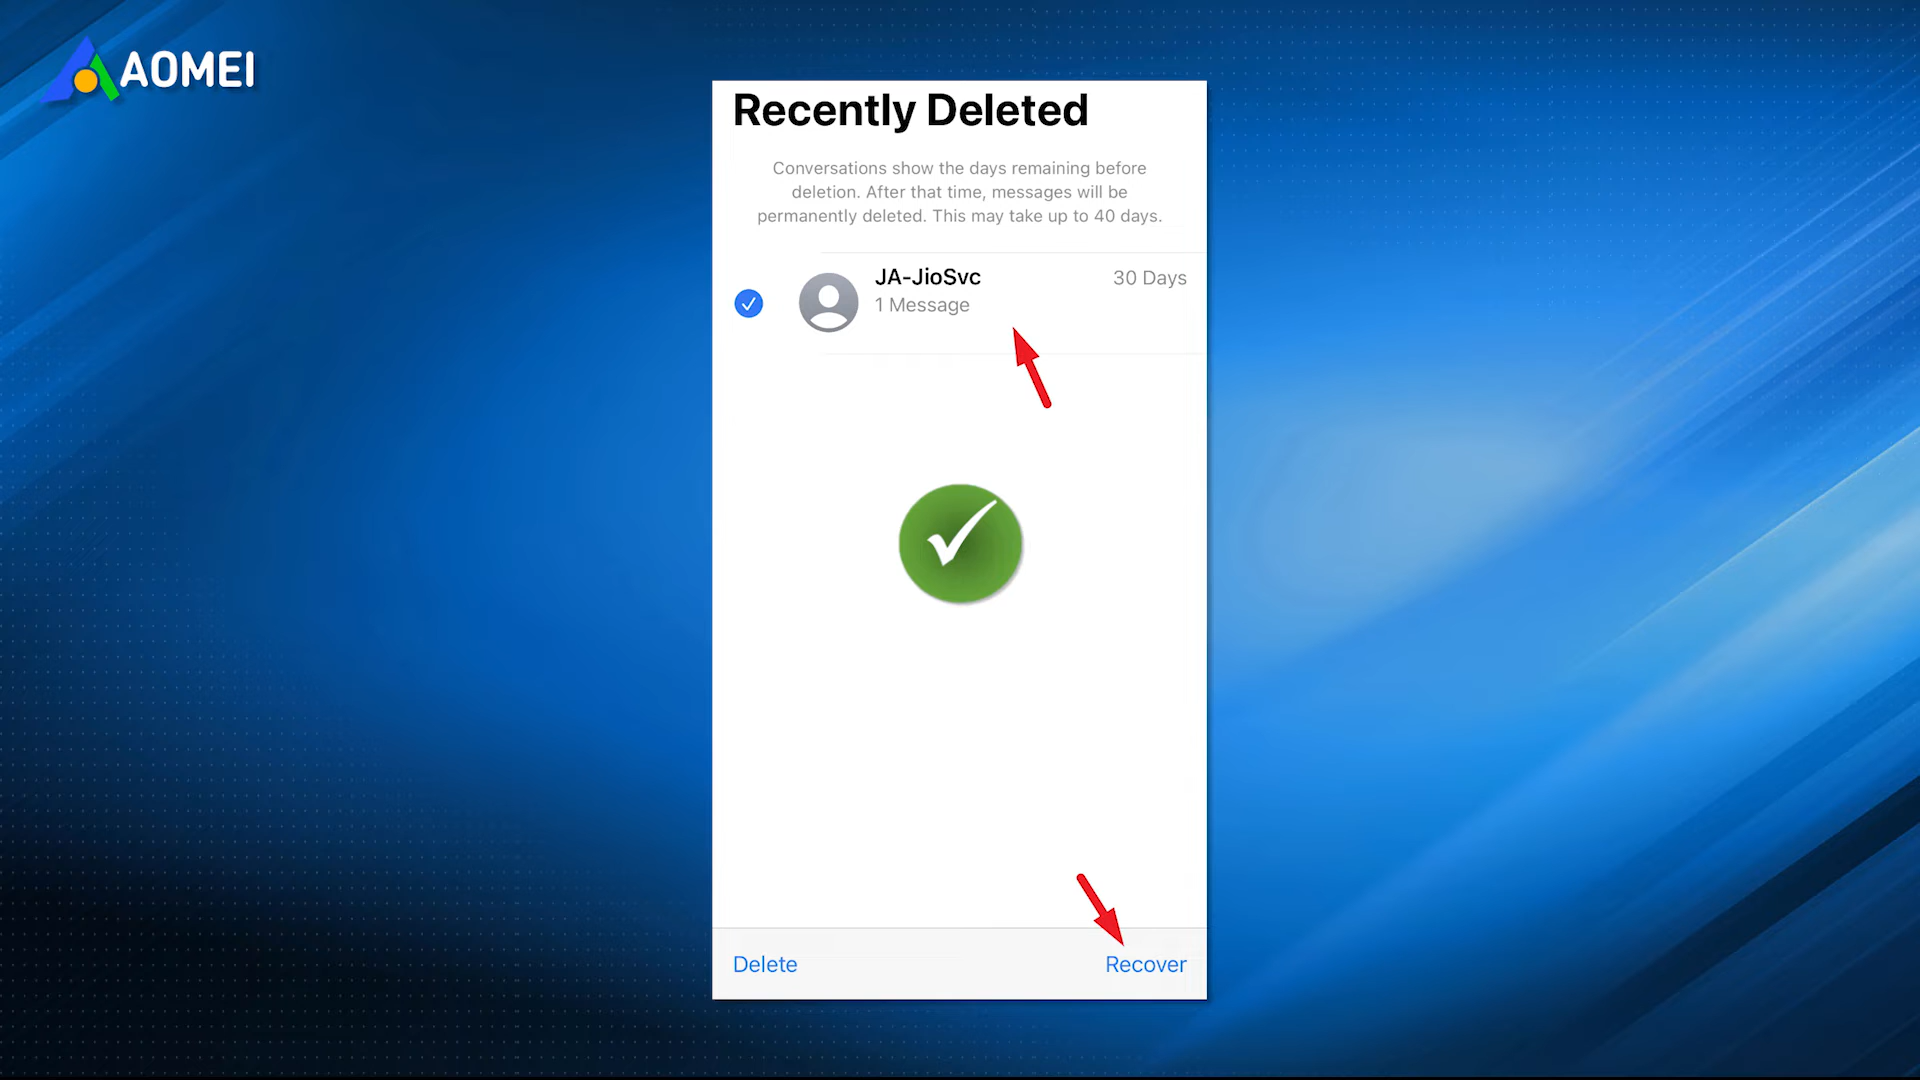 AOMEI
Recently Deleted
Conversations show the days remaining before
deletion. After that time, messages will be
permanently deleted. This may take up to 40 days.
JA-JioSvc
30 Days
1 Message
Delete
Recover